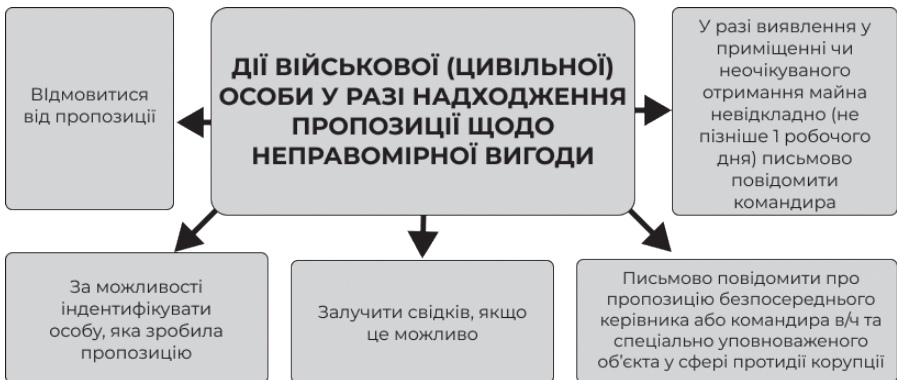 ДІЇ ВІЙСЬКОВОЇ (ЦИВІЛЬНОЇ)
ОСОБИ У РАЗІ НАДХОДЖЕННЯ
ПРОПОЗИЦІЇ ЩОДО
НЕПРАВОМІРНОЇ ВИГОДИ
ВІдмовитися
від пропозиції
У разі виявлення у
приміщенні чи
неочікуваного
отримання майна
невідкладно (не
пізніше 1 робочого
дня) письмово
повідомити
командира
За можливості
індентифікувати
особу, яка зробила
пропозицію
Залучити свідків, якщо
це можливо
Письмово повідомити про
пропозицію безпосереднього
керівника або командира в/ч та
спеціально уповноваженого
об’єкта у сфері протидії корупції